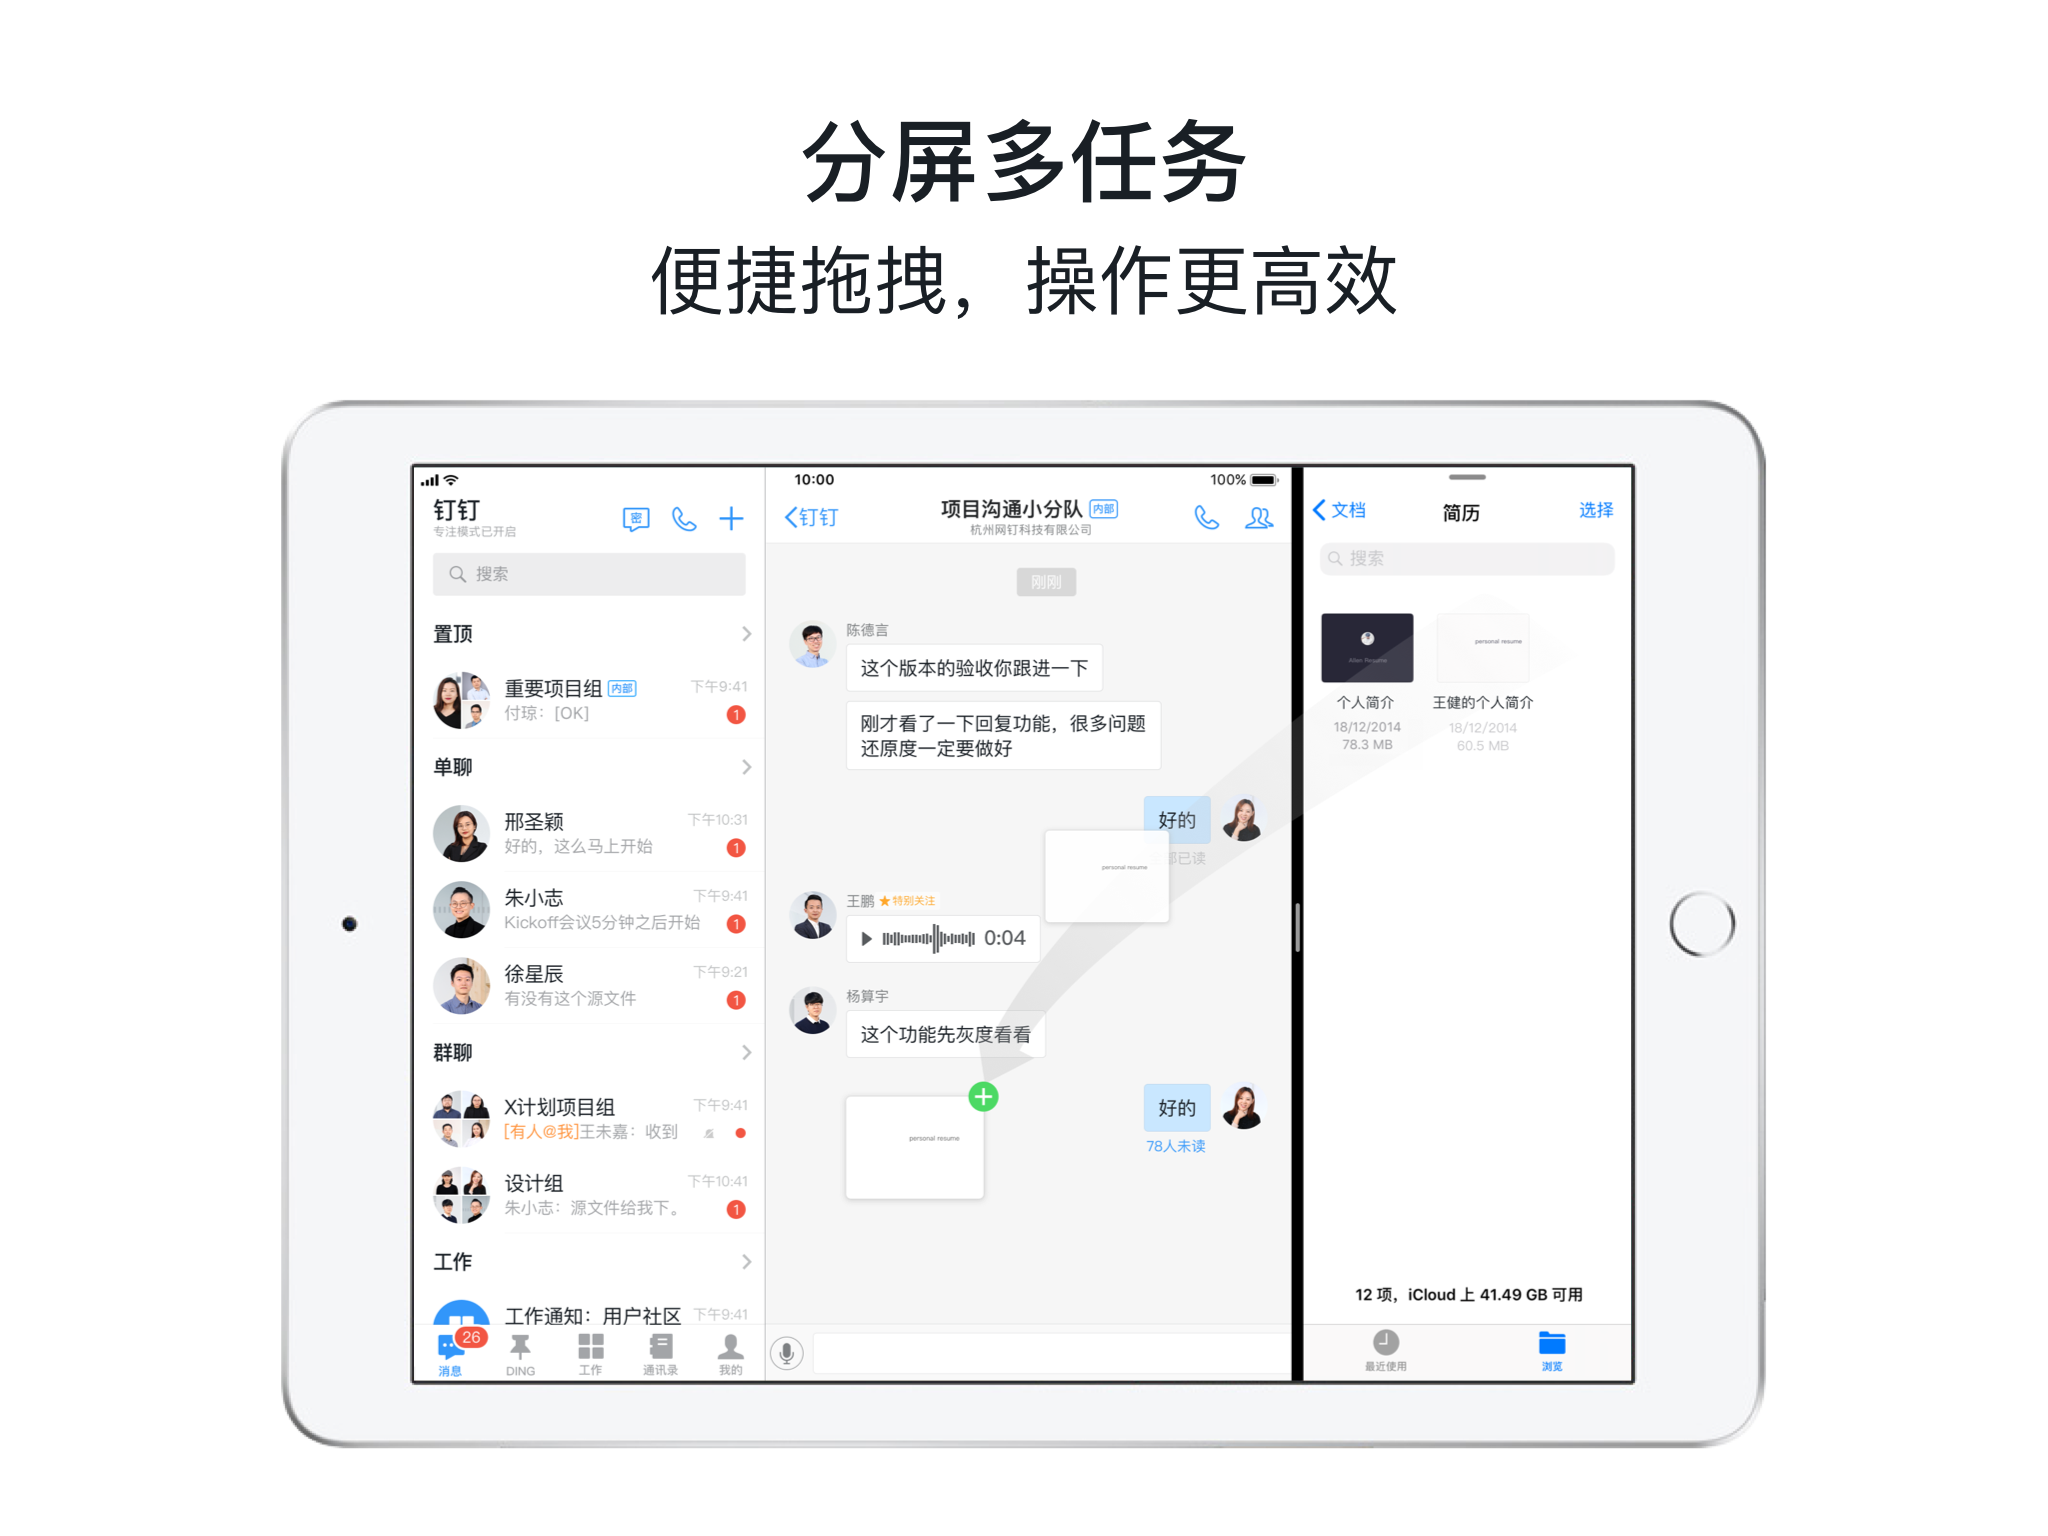 分屏多任务
便捷拖拽，操作更高效
钉钉
专注模式已开启
密
搜索
置顶
重要项目组 内部 下午9:41
付琼：[OK] 1
单聊
邢圣颖 下午10:31
好的，这么马上开始 1
朱小志 下午9:41
Kickoff会议5分钟之后开始 1
徐星辰 下午9:21
有没有这个源文件 1
群聊
X计划项目组 下午9:41
[有人@我]王未嘉：收到
设计组 下午10:41
朱小志：源文件给我下。 1
工作
工作通知：用户社区 下午9:41
26
消息 DING 工作 通讯录 我的
10:00 100%
钉钉 项目沟通小分队 内部
杭州网钉科技有限公司
刚刚
陈德言
这个版本的验收你跟进一下
刚才看了一下回复功能，很多问题
还原度一定要做好
好的
部已读
personal resume
王鹏 特别关注
0:04
杨算宇
这个功能先灰度看看
好的
78人未读
personal resume
文档 简历 选择
搜索
Alien Resume
personal resume
个人简介 王健的个人简介
18/12/2014 18/12/2014
78.3 MB 60.5 MB
12 项，iCloud 上 41.49 GB 可用
最近使用 浏览